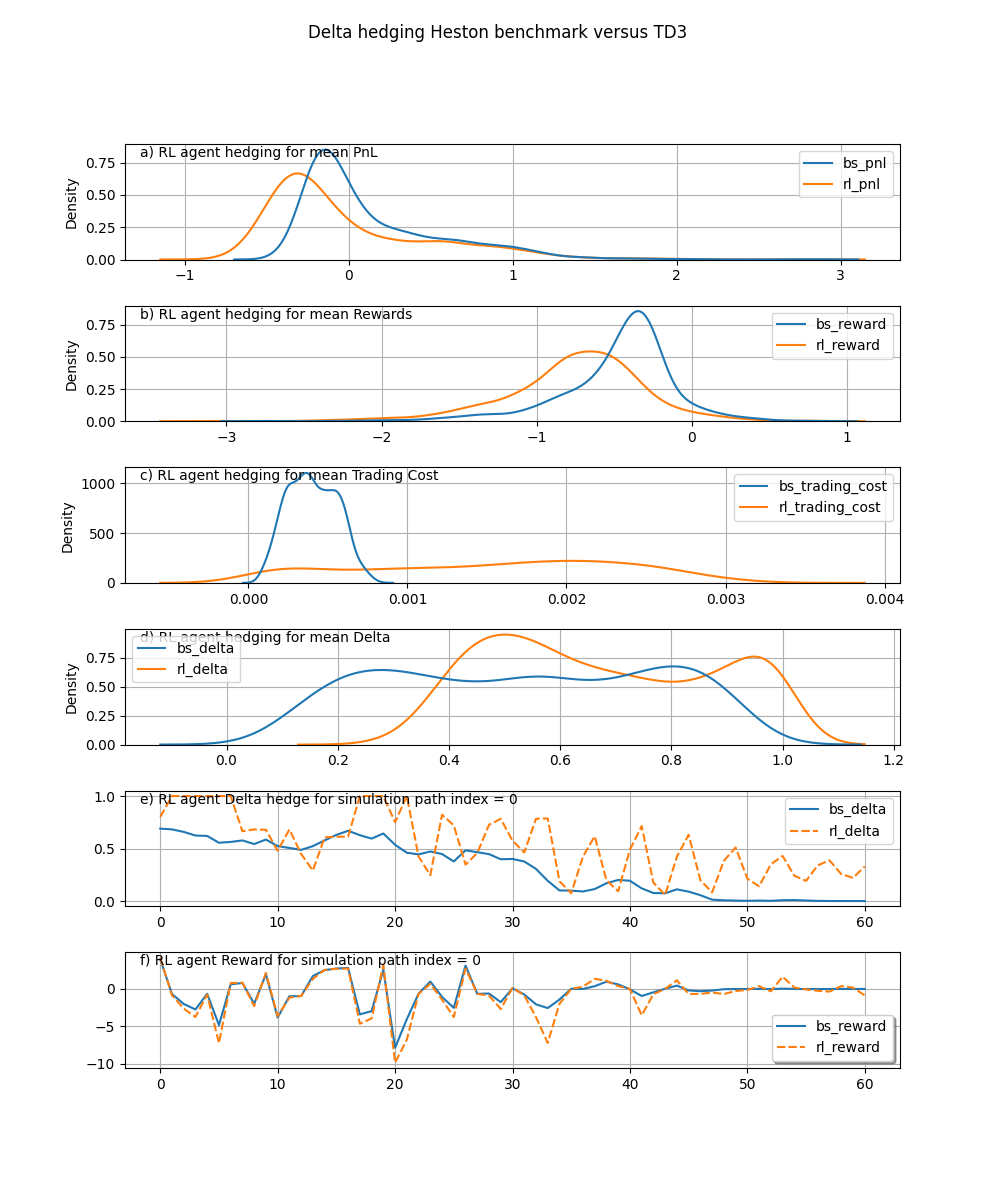 Delta hedging Heston benchmark versus TD3
a) RL agent hedging for mean PnL
bs_pnl
rl_pnl
Density
0.75
0.50
0.25
0.00
−1 0 1 2 3
b) RL agent hedging for mean Rewards
bs_reward
rl_reward
Density
0.75
0.50
0.25
0.00
−3 −2 −1 0 1
c) RL agent hedging for mean Trading Cost
bs_trading_cost
rl_trading_cost
Density
1000
500
0
0.000 0.001 0.002 0.003 0.004
d) RL agent hedging for mean Delta
bs_delta
rl_delta
Density
0.75
0.50
0.25
0.00
0.0 0.2 0.4 0.6 0.8 1.0 1.2
e) RL agent Delta hedge for simulation path index = 0
bs_delta
rl_delta
1.0
0.5
0.0
0 10 20 30 40 50 60
f) RL agent Reward for simulation path index = 0
bs_reward
rl_reward
0
−5
−10
0 10 20 30 40 50 60